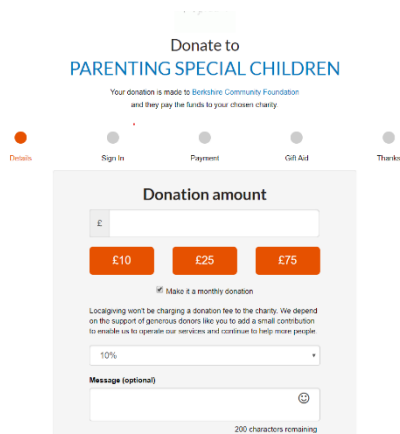 Donate to
PARENTING SPECIAL CHILDREN
Your donation is made to Berkshire Community Foundation
and they pay the funds to your chosen charity.
Details Sign In Payment Gift Aid Thanks
Donation amount
£
£10 £25 £75
Make it a monthly donation
Localgiving won't be charging a donation fee to the charity. We depend
on the support of generous donors like you to add a small contribution
to enable us to operate our services and continue to help more people.
10%
Message (optional)
200 characters remaining